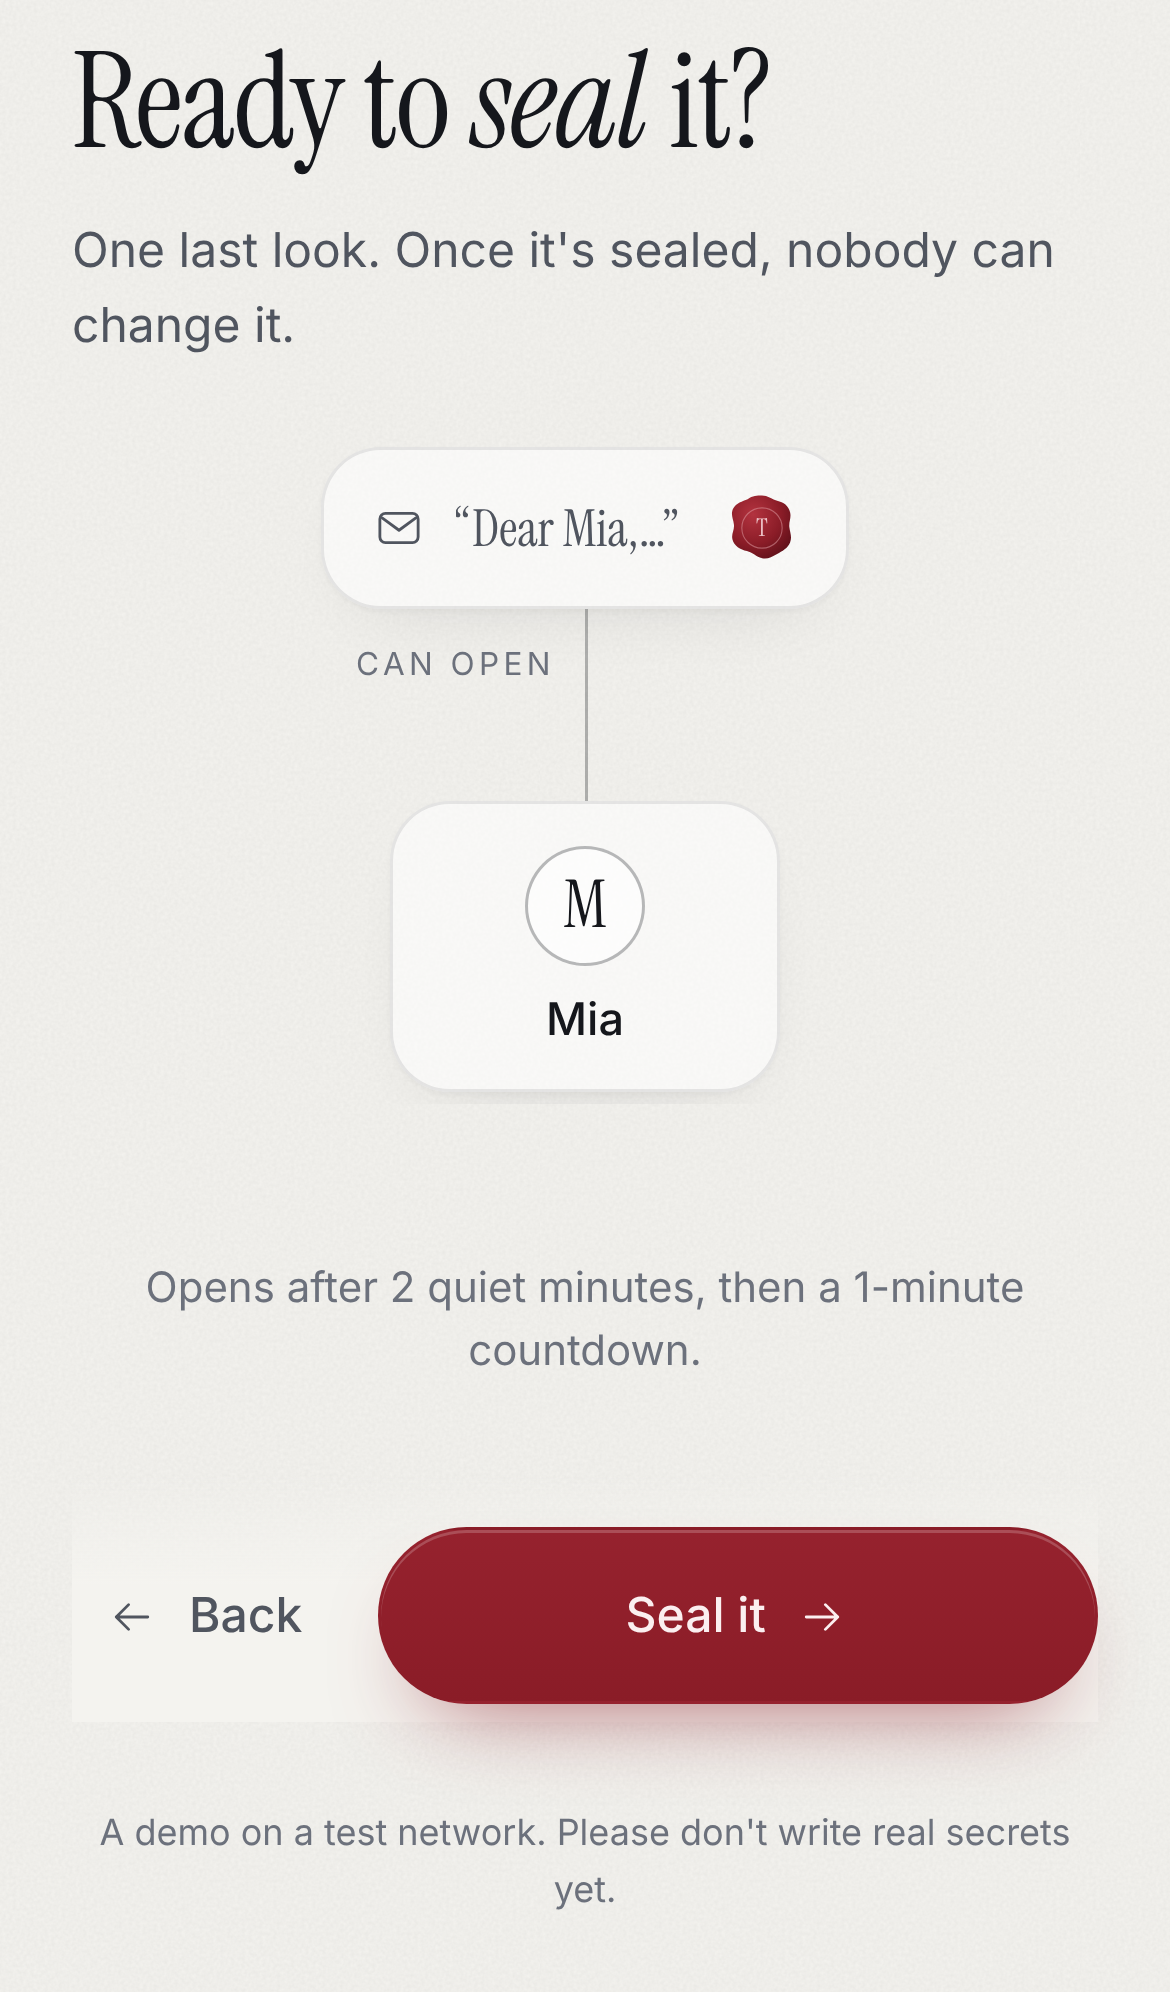 Ready to seal it?
One last look. Once it's sealed, nobody can
change it.
“Dear Mia,...” T
CAN OPEN
M
Mia
Opens after 2 quiet minutes, then a 1-minute
countdown.
← Back Seal it →
A demo on a test network. Please don't write real secrets
yet.